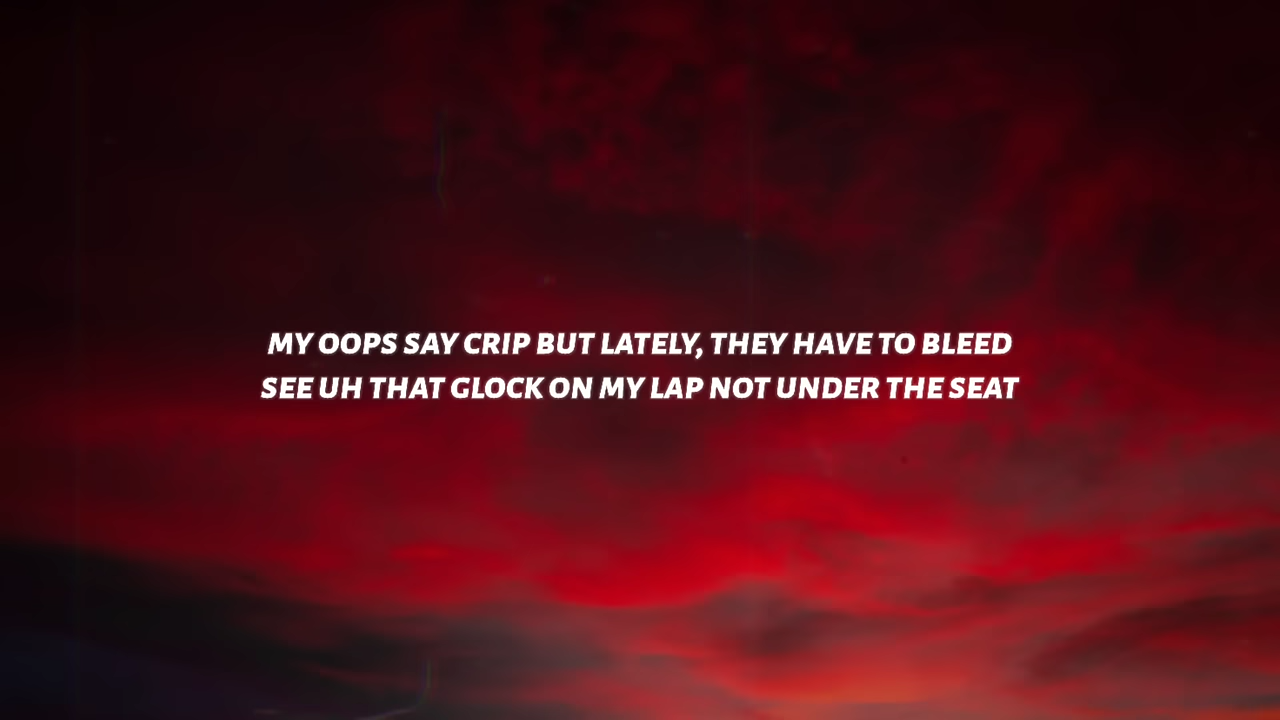 MY OOPS SAY CRIP BUT LATELY, THEY HAVE TO BLEED
SEE UH THAT GLOCK ON MY LAP NOT UNDER THE SEAT